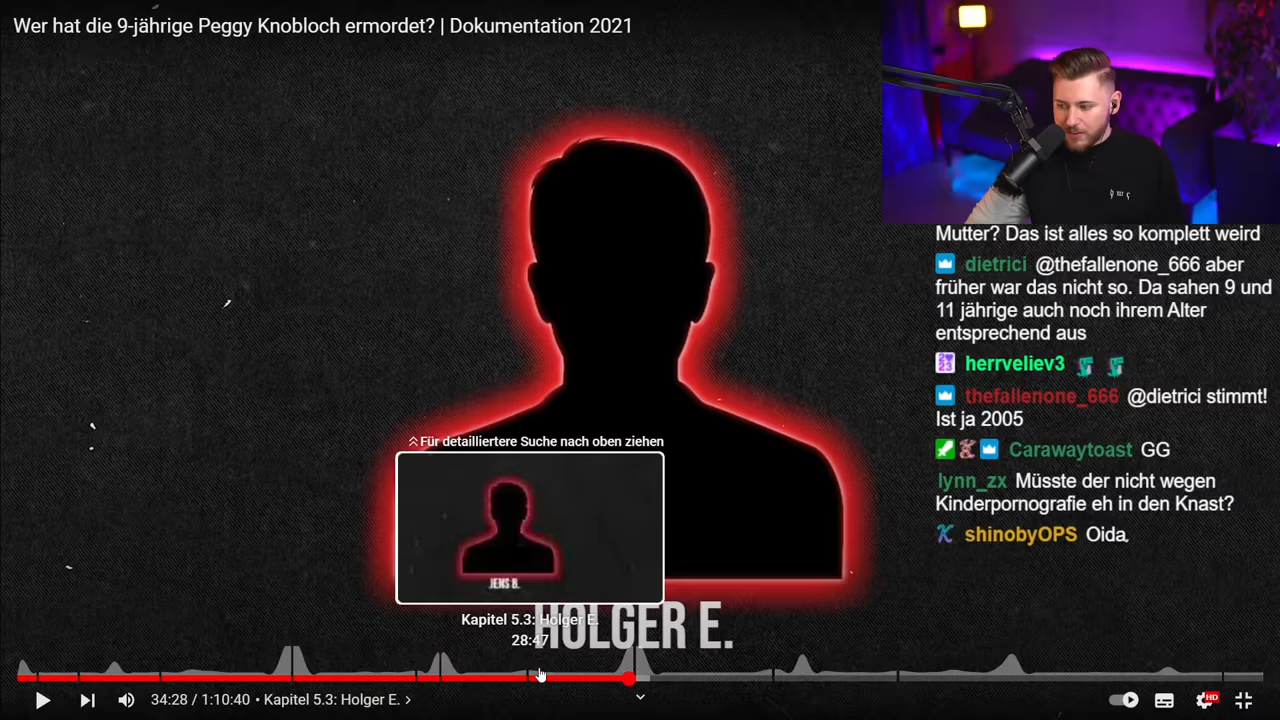 Wer hat die 9-jährige Peggy Knobloch ermordet? | Dokumentation 2021
Mutter? Das ist alles so komplett weird
dietrici @thefallenone_666 aber
früher war das nicht so. Da sahen 9 und
11 jährige auch noch ihrem Alter
entsprechend aus
herrveliev3
thefallenone_666 @dietrici stimmt!
Ist ja 2005
Carawaytoast GG
lynn_zx Müsste der nicht wegen
Kinderpornografie eh in den Knast?
shinobyOPS Oida,
Für detailliertere Suche nach oben ziehen
JENS B.
Kapitel 5.3: Holger E.
28:47
HOLGER E.
34:28 / 1:10:40 • Kapitel 5.3: Holger E.
HD